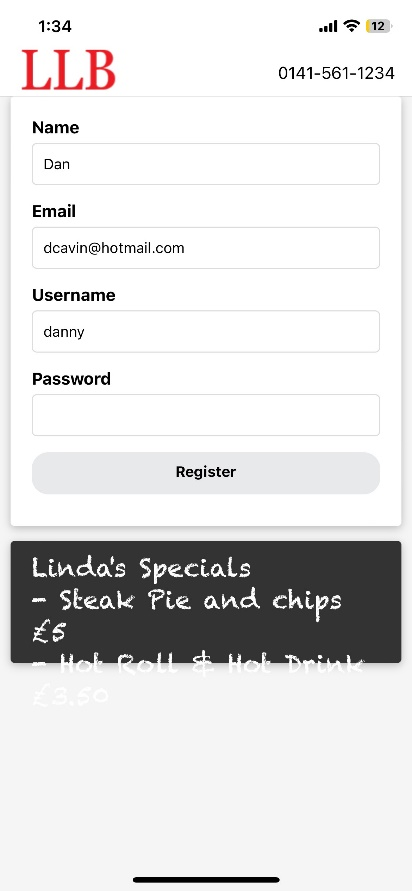 1:34
12
LLB
0141-561-1234
Name
Dan
Email
dcavin@hotmail.com
Username
danny
Password
Register
Linda's Specials
- Steak Pie and chips
£5
- Hot Roll & Hot Drink
£3.50